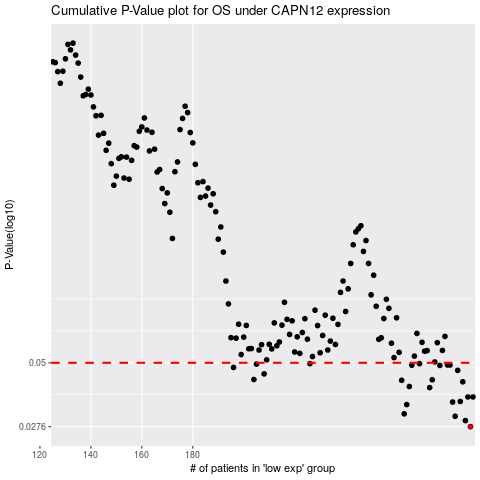 Cumulative P-Value plot for OS under CAPN12 expression
P-Value(log10)
0.05
0.0276
120 140 160 180
# of patients in 'low exp' group